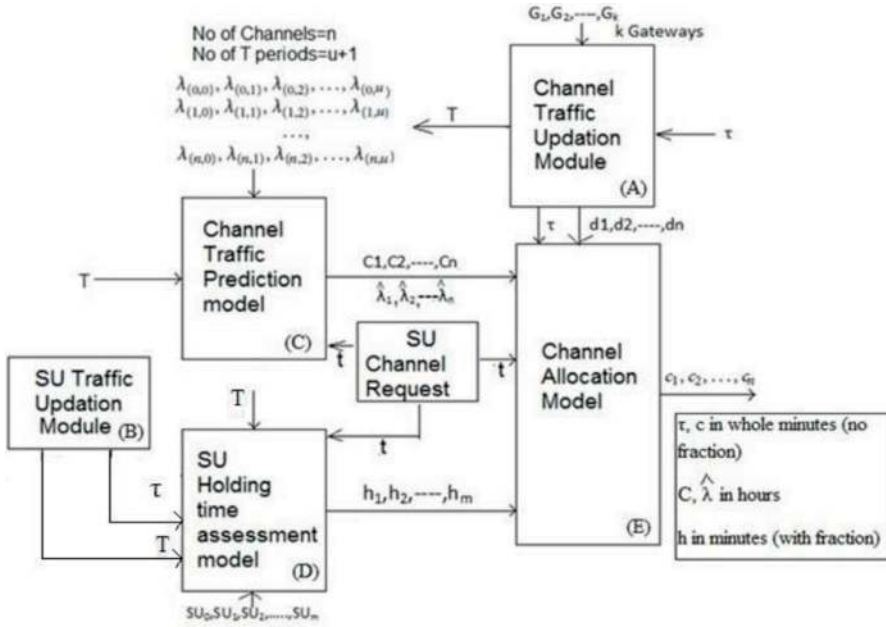 No of Channels=n
No of T periods=u+1
λ(0,0), λ(0,1), λ(0,2), ..., λ(0,u)
λ(1,0), λ(1,1), λ(1,2), ..., λ(1,u)
...,
λ(n,0), λ(n,1), λ(n,2), ..., λ(n,u)
G1,G2,----,Gk
k Gateways
Channel
Traffic
Updation
Module
(A)
T
τ
τ
d1,d2,----,dn
Channel
Traffic
Prediction
model
(C)
T
C1,C2,----,Cn
λ̂1,λ̂2,---λ̂n
SU
Channel
Request
t
t
t
Channel
Allocation
Model
(E)
c1, c2, ..., cn
SU Traffic
Updation
Module
(B)
T
τ
T
SU
Holding
time
assessment
model
(D)
h1,h2,----,hm
SU0,SU1,SU2,.....,SUm
τ, c in whole minutes (no
fraction)
C, λ̂ in hours
h in minutes (with fraction)